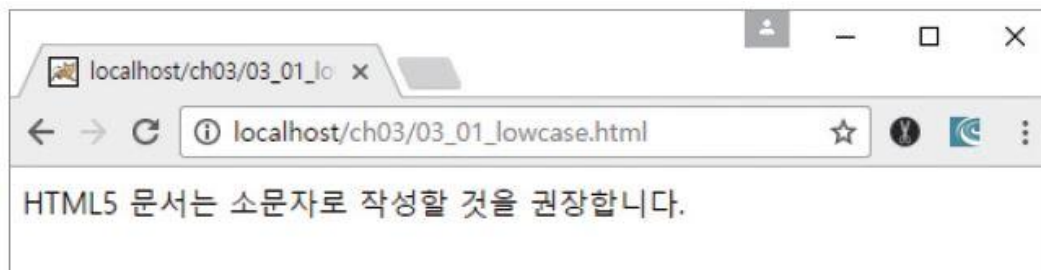 localhost/ch03/03_01_lo
localhost/ch03/03_01_lowcase.html
HTML5 문서는 소문자로 작성할 것을 권장합니다.